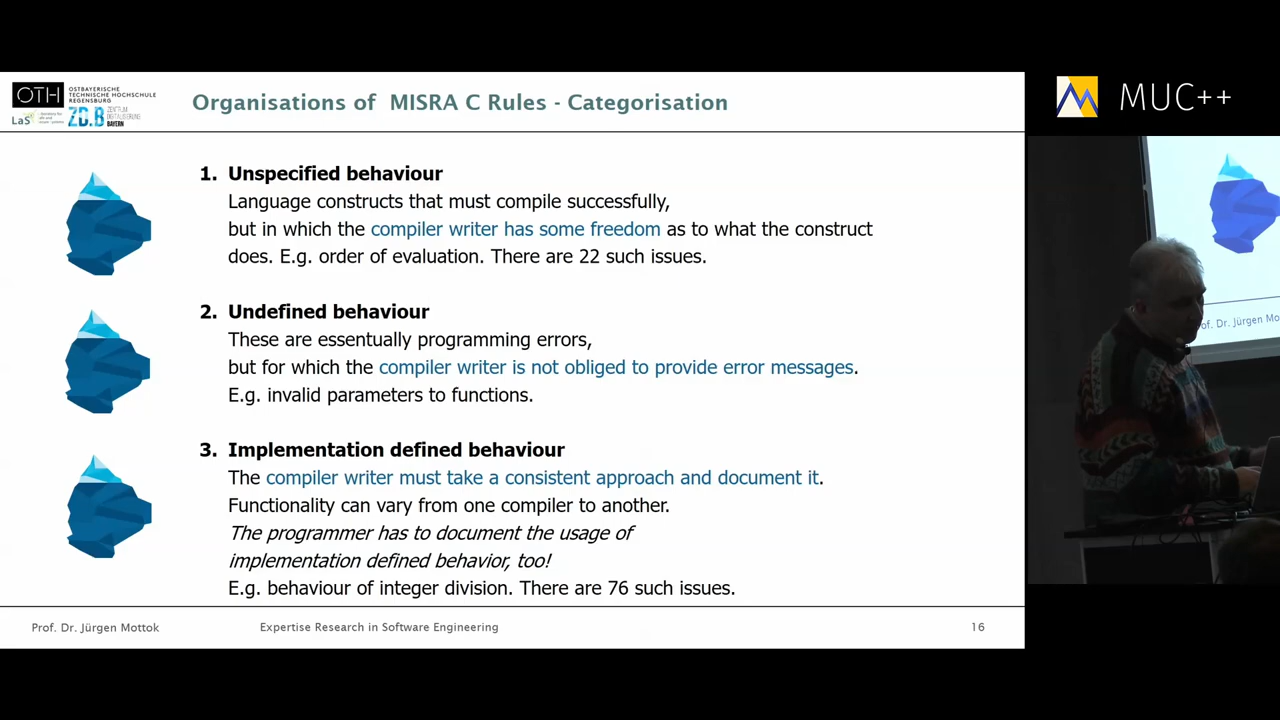 OTH
OSTBAYERISCHE
TECHNISCHE HOCHSCHULE
REGENSBURG
LaS³
ZD.B
ZENTRUM
DIGITALISIERUNG
BAYERN
Organisations of MISRA C Rules - Categorisation
MUC++
1. Unspecified behaviour
Language constructs that must compile successfully,
but in which the compiler writer has some freedom as to what the construct
does. E.g. order of evaluation. There are 22 such issues.
2. Undefined behaviour
These are essentually programming errors,
but for which the compiler writer is not obliged to provide error messages.
E.g. invalid parameters to functions.
3. Implementation defined behaviour
The compiler writer must take a consistent approach and document it.
Functionality can vary from one compiler to another.
The programmer has to document the usage of
implementation defined behavior, too!
E.g. behaviour of integer division. There are 76 such issues.
Prof. Dr. Jürgen Mottok
Expertise Research in Software Engineering
16
rof. Dr. Jürgen Mo